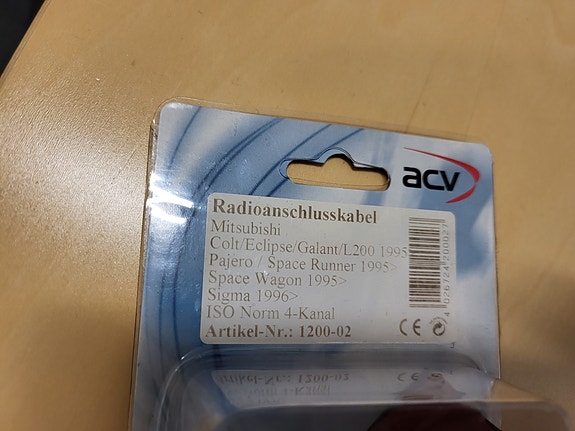 acv
Radioanschlusskabel
Mitsubishi
Colt/Eclipse/Galant/L200 1995
Pajero / Space Runner 1995>
Space Wagon 1995>
Sigma 1996>
ISO Norm 4-Kanal
Artikel-Nr.: 1200-02
CE